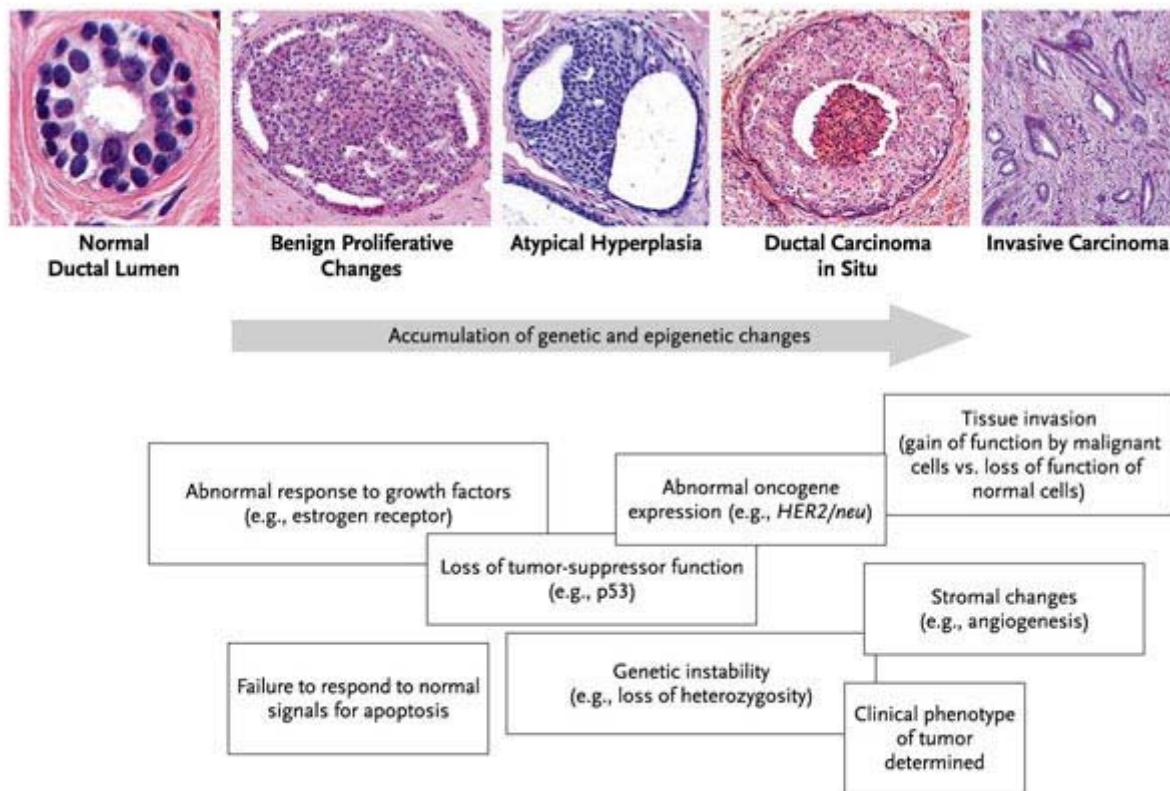 Normal
Ductal Lumen
Benign Proliferative
Changes
Atypical Hyperplasia
Ductal Carcinoma
in Situ
Invasive Carcinoma
Accumulation of genetic and epigenetic changes
Tissue invasion
(gain of function by malignant
cells vs. loss of function of
normal cells)
Abnormal response to growth factors
(e.g., estrogen receptor)
Abnormal oncogene
expression (e.g., HER2/neu)
Loss of tumor-suppressor function
(e.g., p53)
Stromal changes
(e.g., angiogenesis)
Failure to respond to normal
signals for apoptosis
Genetic instability
(e.g., loss of heterozygosity)
Clinical phenotype
of tumor
determined